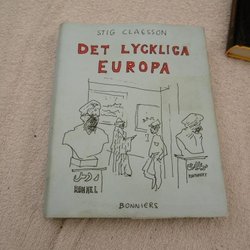 STIG CLAESSON
DET LYCKLIGA
EUROPA
BONNIERS